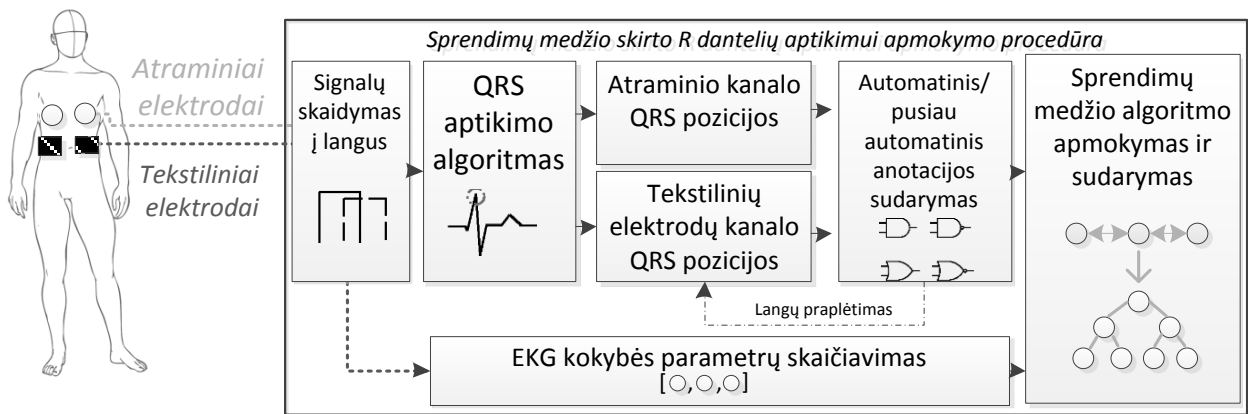 Sprendimų medžio skirto R dantelių aptikimui apmokymo procedūra
Atraminiai
elektrodai
Tekstiliniai
elektrodai
Signalų
skaidymas
į langus
QRS
aptikimo
algoritmas
Atraminio kanalo
QRS pozicijos
Tekstilinių
elektrodų kanalo
QRS pozicijos
Automatinis/
pusiau
automatinis
anotacijos
sudarymas
Langų praplėtimas
Sprendimų
medžio algoritmo
apmokymas ir
sudarymas
EKG kokybės parametrų skaičiavimas
[○,○,○]